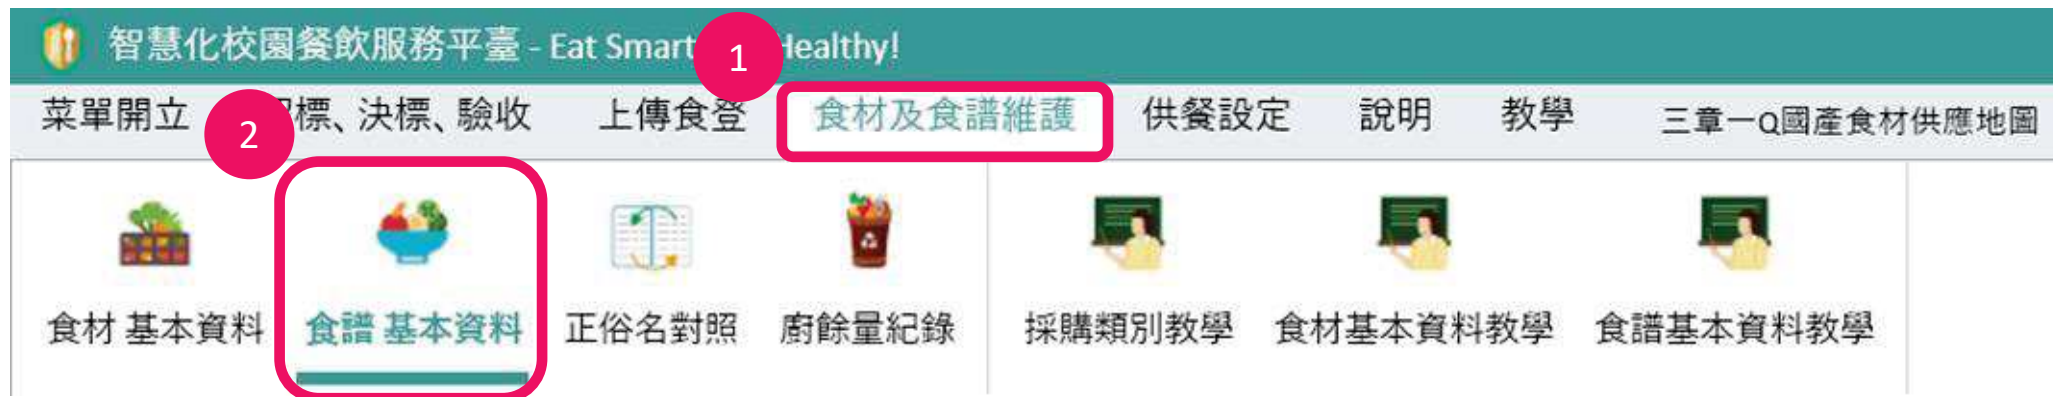 智慧化校園餐飲服務平臺 - Eat Smart Healthy!
1
菜單開立 標、決標、驗收 上傳食登 食材及食譜維護 供餐設定 說明 教學 三章一Q國產食材供應地圖
2
食材 基本資料 食譜 基本資料 正俗名對照 廚餘量紀錄 採購類別教學 食材基本資料教學 食譜基本資料教學